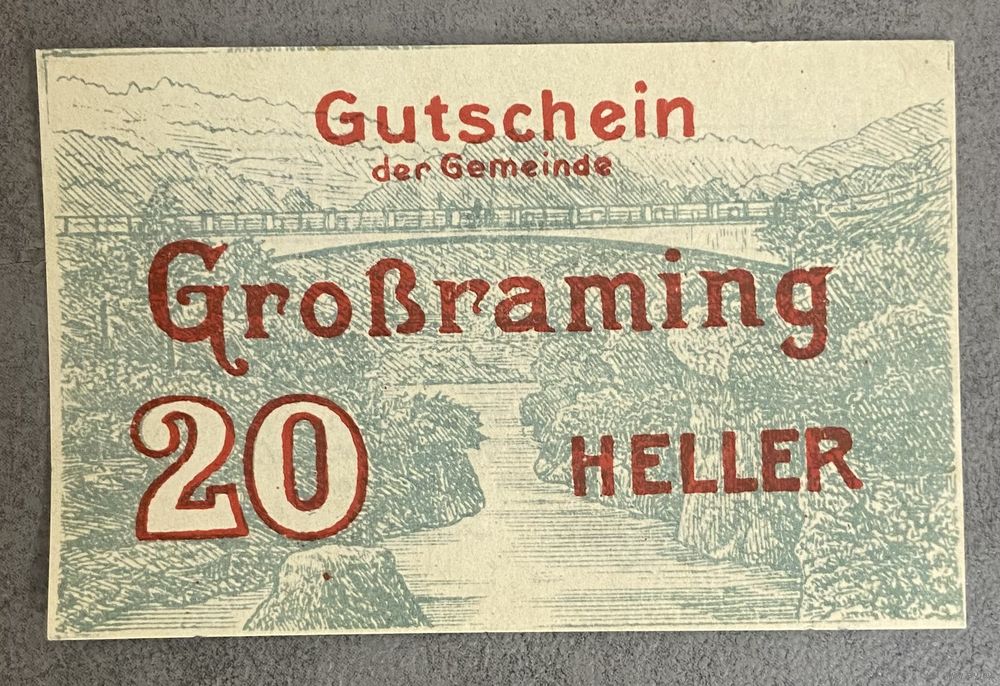 Gutschein
der Gemeinde
Großraming
20 HELLER